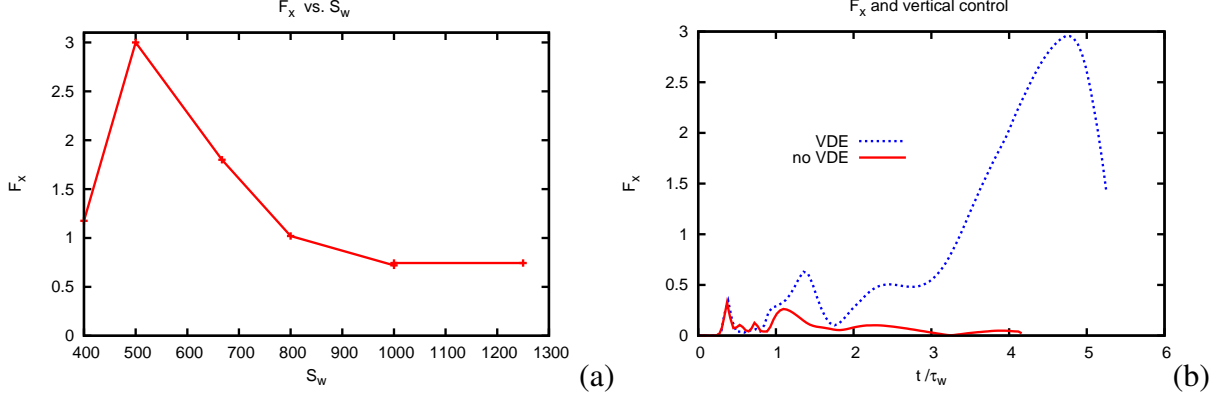 F_x vs. S_w
F_x
3
2.5
2
1.5
1
0.5
0
400 500 600 700 800 900 1000 1100 1200 1300
S_w
(a)
F_x and vertical control
F_x
3
2.5
2
1.5
1
0.5
0
VDE
no VDE
0 1 2 3 4 5 6
t /τ_w
(b)